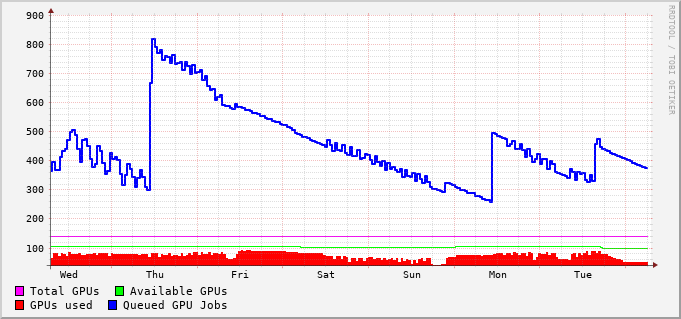 900
800
700
600
500
400
300
200
100
Wed Thu Fri Sat Sun Mon Tue
Total GPUs Available GPUs
GPUs used Queued GPU Jobs
RRDTOOL / TOBI OETIKER